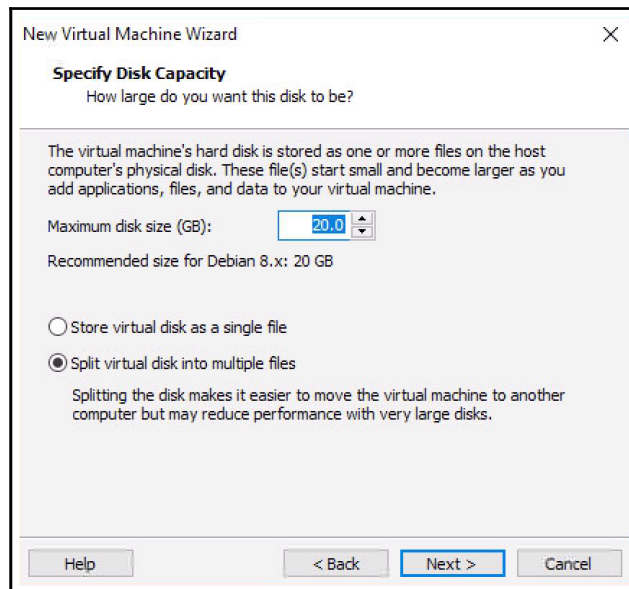 New Virtual Machine Wizard
Specify Disk Capacity
How large do you want this disk to be?
The virtual machine's hard disk is stored as one or more files on the host
computer's physical disk. These file(s) start small and become larger as you
add applications, files, and data to your virtual machine.
Maximum disk size (GB): 20.0
Recommended size for Debian 8.x: 20 GB
Store virtual disk as a single file
Split virtual disk into multiple files
Splitting the disk makes it easier to move the virtual machine to another
computer but may reduce performance with very large disks.
Help < Back Next > Cancel